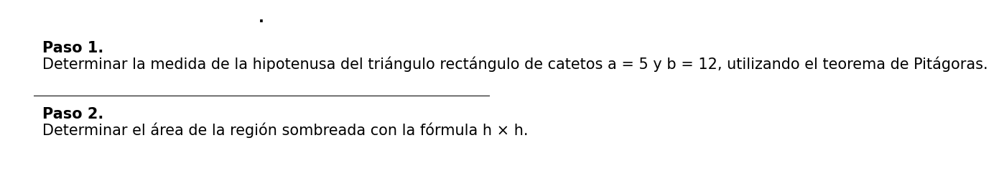 .
Paso 1.
Determinar la medida de la hipotenusa del triángulo rectángulo de catetos a = 5 y b = 12, utilizando el teorema de Pitágoras.
Paso 2.
Determinar el área de la región sombreada con la fórmula h × h.